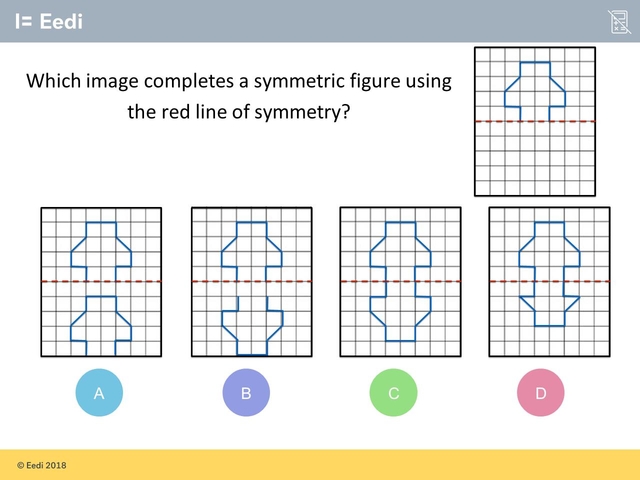 Eedi
Which image completes a symmetric figure using
the red line of symmetry?
A
B
C
D
© Eedi 2018